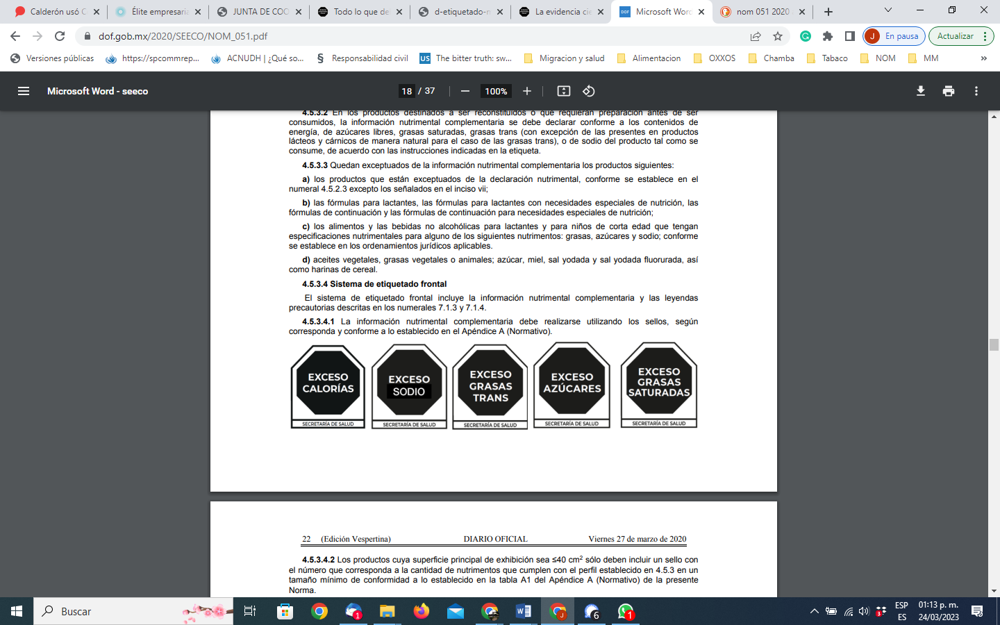 Calderón usó C
Élite empresaria
JUNTA DE COO
Todo lo que de
d-etiquetado-n
La evidencia cie
DOF Microsoft Word
nom 051 2020
dof.gob.mx/2020/SEECO/NOM_051.pdf
J En pausa
Actualizar
Versiones públicas
https://spcommrep...
ACNUDH | ¿Qué so...
§ Responsabilidad civil
US The bitter truth: sw...
Migracion y salud
Alimentacion
OXXOS
Chamba
Tabaco
NOM
MM
»
Microsoft Word - seeco
18 / 37
100%
4.5.3.2 En los productos destinados a ser reconstituidos o que requieran preparación antes de ser
consumidos, la información nutrimental complementaria se debe declarar conforme a los contenidos de
energía, de azúcares libres, grasas saturadas, grasas trans (con excepción de las presentes en productos
lácteos y cárnicos de manera natural para el caso de las grasas trans), o de sodio del producto tal como se
consume, de acuerdo con las instrucciones indicadas en la etiqueta.
4.5.3.3 Quedan exceptuados de la información nutrimental complementaria los productos siguientes:
a) los productos que están exceptuados de la declaración nutrimental, conforme se establece en el
numeral 4.5.2.3 excepto los señalados en el inciso vii;
b) las fórmulas para lactantes, las fórmulas para lactantes con necesidades especiales de nutrición, las
fórmulas de continuación y las fórmulas de continuación para necesidades especiales de nutrición;
c) los alimentos y las bebidas no alcohólicas para lactantes y para niños de corta edad que tengan
especificaciones nutrimentales para alguno de los siguientes nutrimentos: grasas, azúcares y sodio; conforme
se establece en los ordenamientos jurídicos aplicables.
d) aceites vegetales, grasas vegetales o animales; azúcar, miel, sal yodada y sal yodada fluorurada, así
como harinas de cereal.
4.5.3.4 Sistema de etiquetado frontal
El sistema de etiquetado frontal incluye la información nutrimental complementaria y las leyendas
precautorias descritas en los numerales 7.1.3 y 7.1.4.
4.5.3.4.1 La información nutrimental complementaria debe realizarse utilizando los sellos, según
corresponda y conforme a lo establecido en el Apéndice A (Normativo).
EXCESO
CALORÍAS
SECRETARÍA DE SALUD
EXCESO
SODIO
SECRETARÍA DE SALUD
EXCESO
GRASAS
TRANS
SECRETARÍA DE SALUD
EXCESO
AZÚCARES
SECRETARÍA DE SALUD
EXCESO
GRASAS
SATURADAS
SECRETARÍA DE SALUD
22 (Edición Vespertina) DIARIO OFICIAL Viernes 27 de marzo de 2020
4.5.3.4.2 Los productos cuya superficie principal de exhibición sea ≤40 cm² sólo deben incluir un sello con
el número que corresponda a la cantidad de nutrimentos que cumplen con el perfil establecido en 4.5.3 en un
tamaño mínimo de conformidad a lo establecido en la tabla A1 del Apéndice A (Normativo) de la presente
Norma.
Buscar
1
J
6
1
3
ESP
ES
01:13 p. m.
24/03/2023